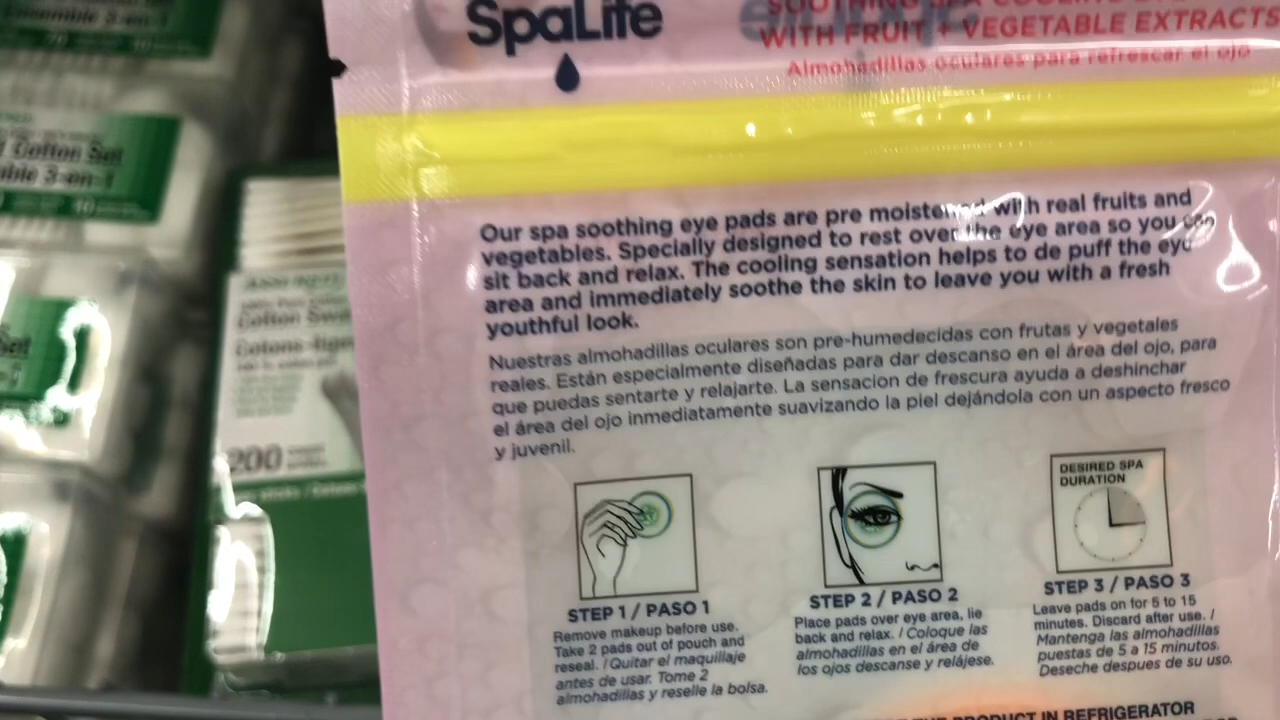 SpaLife
WITH FRUIT + VEGETABLE EXTRACTS
Almohadillas oculares para refrescar el ojo
Our spa soothing eye pads are pre moistened with real fruits and
vegetables. Specially designed to rest over the eye area so you can
sit back and relax. The cooling sensation helps to de puff the eye
area and immediately soothe the skin to leave you with a fresh
youthful look.
Nuestras almohadillas oculares son pre-humedecidas con frutas y vegetales
reales. Están especialmente diseñadas para dar descanso en el área del ojo, para
que puedas sentarte y relajarte. La sensacion de frescura ayuda a deshinchar
el área del ojo inmediatamente suavizando la piel dejándola con un aspecto fresco
y juvenil.
DESIRED SPA
DURATION
STEP 1 / PASO 1
Remove makeup before use.
Take 2 pads out of pouch and
reseal. / Quitar el maquillaje
antes de usar. Tome 2
almohadillas y reselle la bolsa.
STEP 2 / PASO 2
Place pads over eye area, lie
back and relax. / Coloque las
almohadillas en el área de
los ojos descanse y relájese.
STEP 3 / PASO 3
Leave pads on for 5 to 15
minutes. Discard after use. /
Mantenga las almohadillas
puestas de 5 a 15 minutos.
Deseche despues de su uso.
PRODUCT IN REFRIGERATOR
Ensemble 3-en-1
Cotton Set
3-en-1
Set
Cotton
200